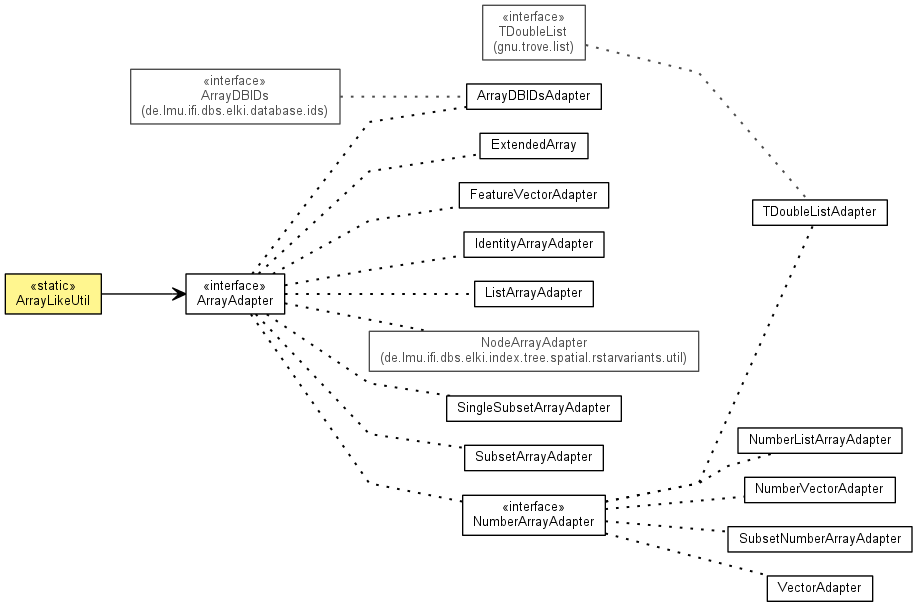 «interface»
TDoubleList
(gnu.trove.list)
«interface»
ArrayDBIDs
(de.lmu.ifi.dbs.elki.database.ids)
ArrayDBIDsAdapter
ExtendedArray
FeatureVectorAdapter
TDoubleListAdapter
IdentityArrayAdapter
«static»
ArrayLikeUtil
«interface»
ArrayAdapter
ListArrayAdapter
NodeArrayAdapter
(de.lmu.ifi.dbs.elki.index.tree.spatial.rstarvariants.util)
SingleSubsetArrayAdapter
NumberListArrayAdapter
SubsetArrayAdapter
NumberVectorAdapter
«interface»
NumberArrayAdapter
SubsetNumberArrayAdapter
VectorAdapter